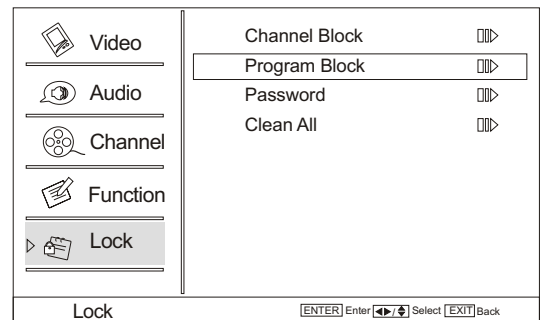 Video
Audio
Channel
Function
Lock
Channel Block
Program Block
Password
Clean All
Lock
ENTER Enter ◀▶/▲▼ Select EXIT Back